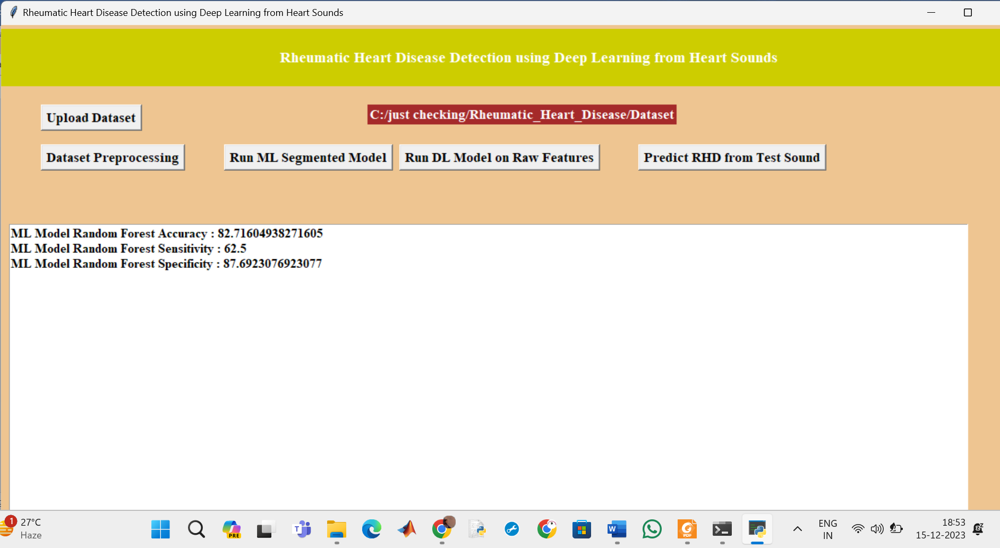 Rheumatic Heart Disease Detection using Deep Learning from Heart Sounds
Rheumatic Heart Disease Detection using Deep Learning from Heart Sounds
Upload Dataset
C:/just checking/Rheumatic_Heart_Disease/Dataset
Dataset Preprocessing
Run ML Segmented Model
Run DL Model on Raw Features
Predict RHD from Test Sound
ML Model Random Forest Accuracy : 82.71604938271605
ML Model Random Forest Sensitivity : 62.5
ML Model Random Forest Specificity : 87.6923076923077
1
27°C
Haze
PRE
T
W
PDF
ENG
IN
18:53
15-12-2023